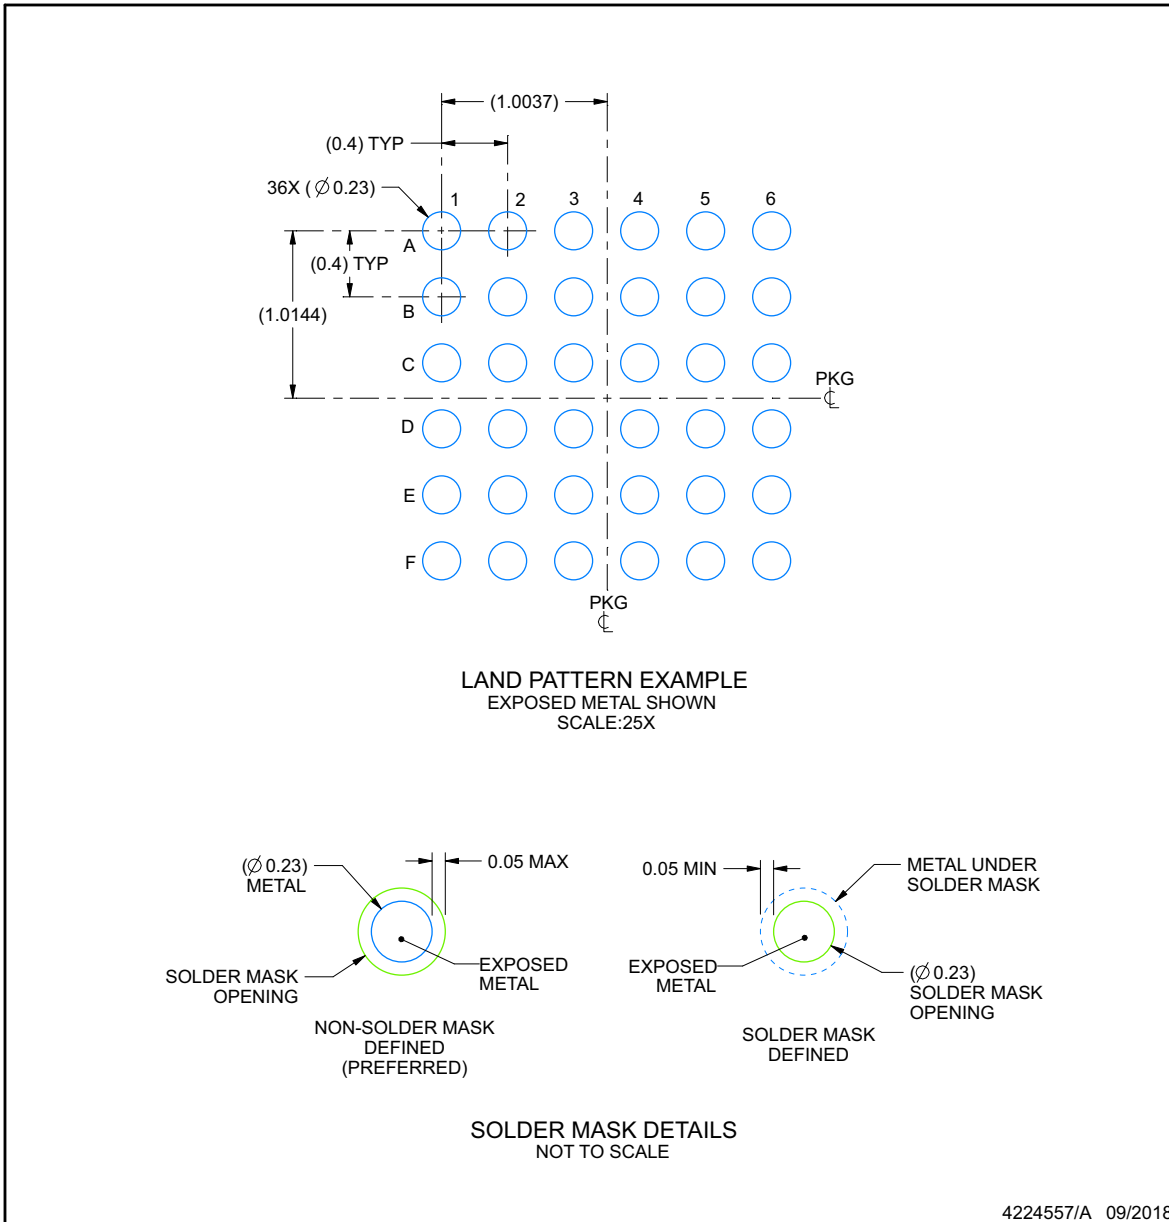 (1.0037)
(0.4) TYP
36X ( ∅ 0.23)
1 2 3 4 5 6
A
(0.4) TYP
B
(1.0144)
C
PKG
℄
D
E
F
PKG
℄
LAND PATTERN EXAMPLE
EXPOSED METAL SHOWN
SCALE:25X
(∅ 0.23)
METAL
0.05 MAX
SOLDER MASK
OPENING
EXPOSED
METAL
NON-SOLDER MASK
DEFINED
(PREFERRED)
0.05 MIN
METAL UNDER
SOLDER MASK
EXPOSED
METAL
(∅ 0.23)
SOLDER MASK
OPENING
SOLDER MASK
DEFINED
SOLDER MASK DETAILS
NOT TO SCALE
4224557/A 09/2018